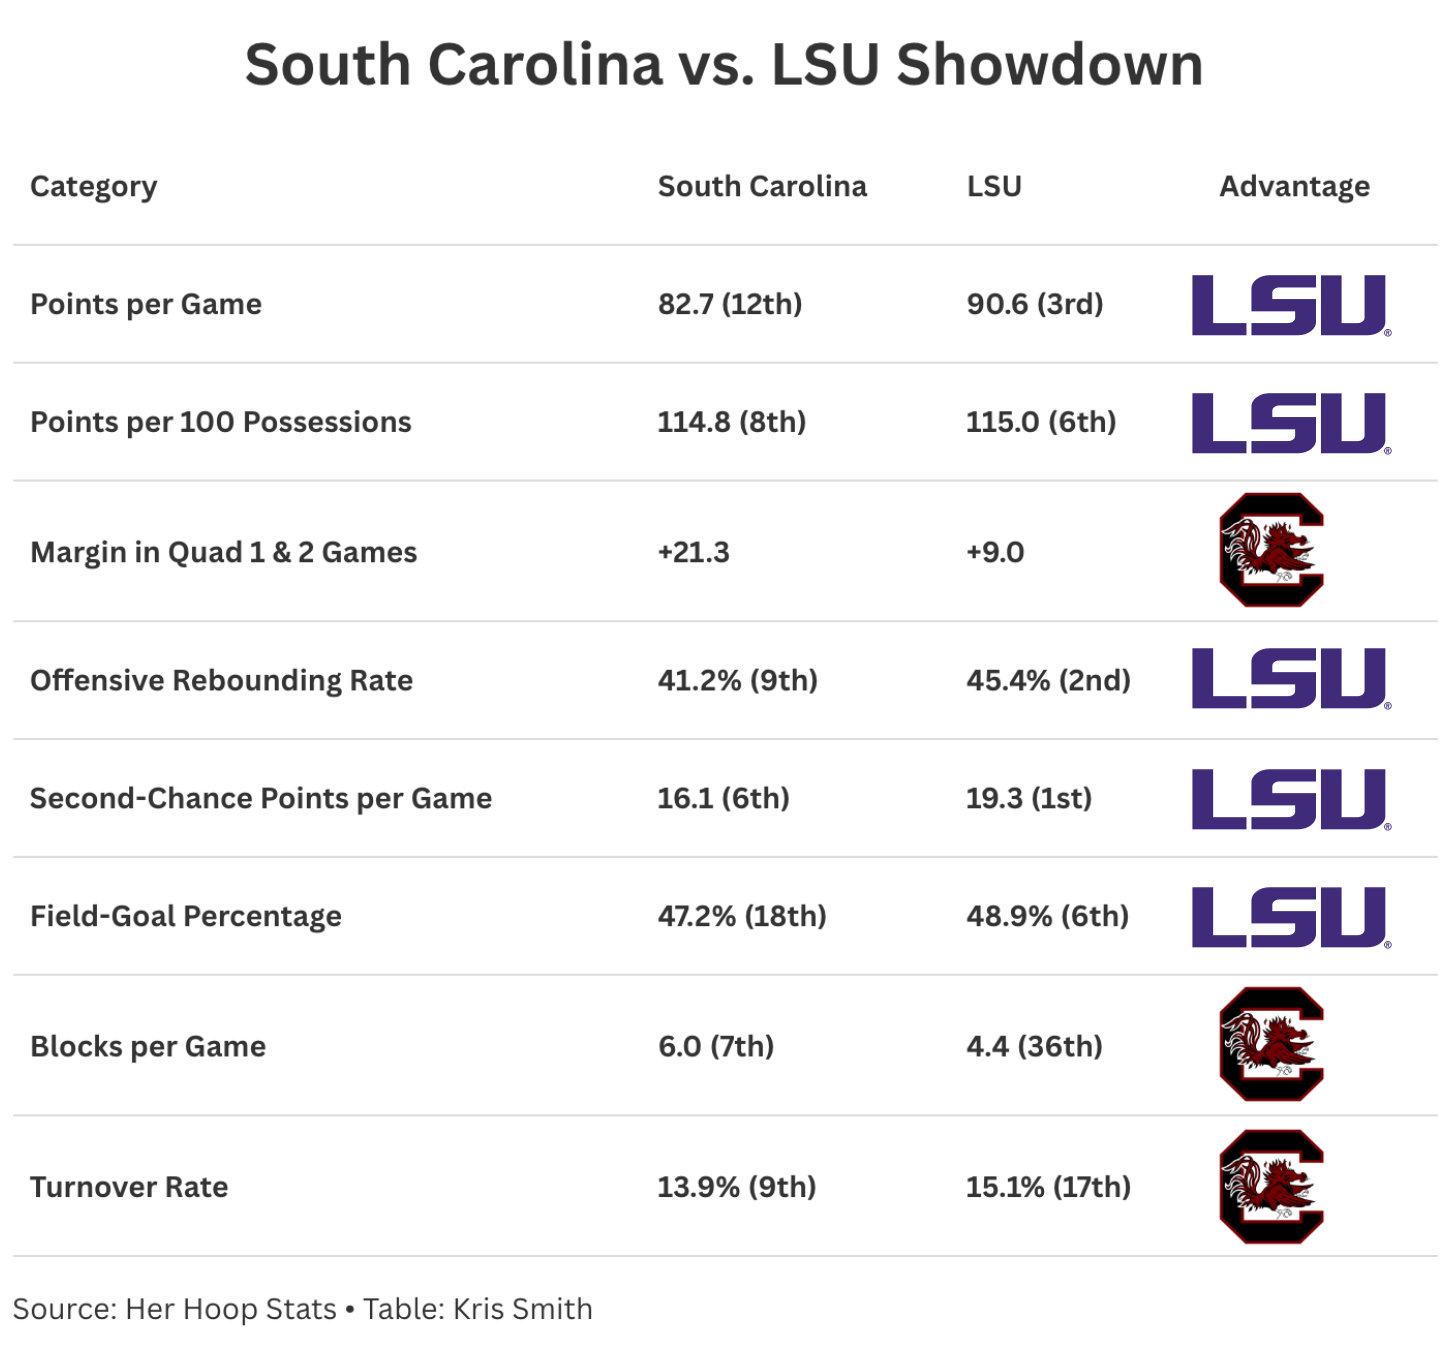 South Carolina vs. LSU Showdown
Category South Carolina LSU Advantage
Points per Game 82.7 (12th) 90.6 (3rd) LSU®
Points per 100 Possessions 114.8 (8th) 115.0 (6th) LSU®
Margin in Quad 1 & 2 Games +21.3 +9.0 C
Offensive Rebounding Rate 41.2% (9th) 45.4% (2nd) LSU®
Second-Chance Points per Game 16.1 (6th) 19.3 (1st) LSU®
Field-Goal Percentage 47.2% (18th) 48.9% (6th) LSU®
Blocks per Game 6.0 (7th) 4.4 (36th) C
Turnover Rate 13.9% (9th) 15.1% (17th) C
Source: Her Hoop Stats • Table: Kris Smith